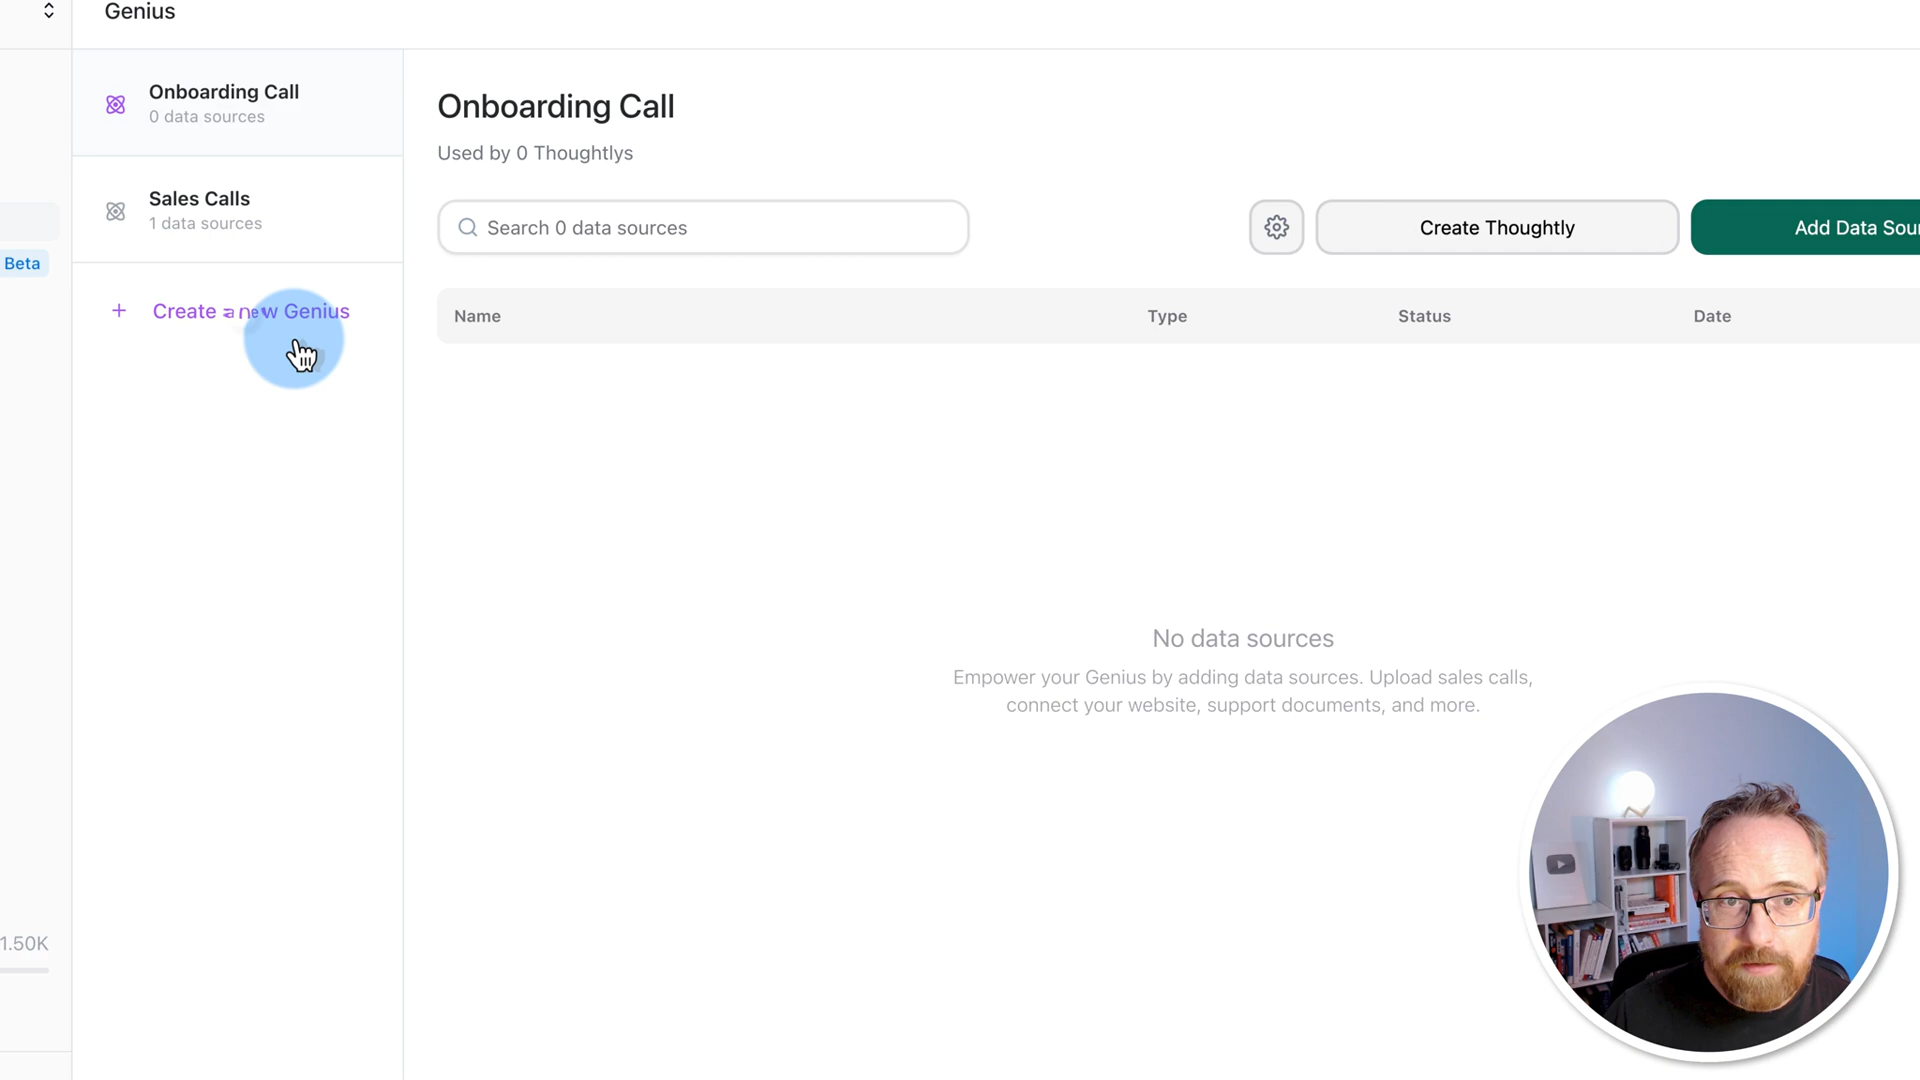 Genius
Onboarding Call
0 data sources
Sales Calls
1 data sources
Beta
Create a new Genius
1.50K
Onboarding Call
Used by 0 Thoughtlys
Search 0 data sources
Create Thoughtly
Add Data Sou
Name Type Status Date
No data sources
Empower your Genius by adding data sources. Upload sales calls,
connect your website, support documents, and more.